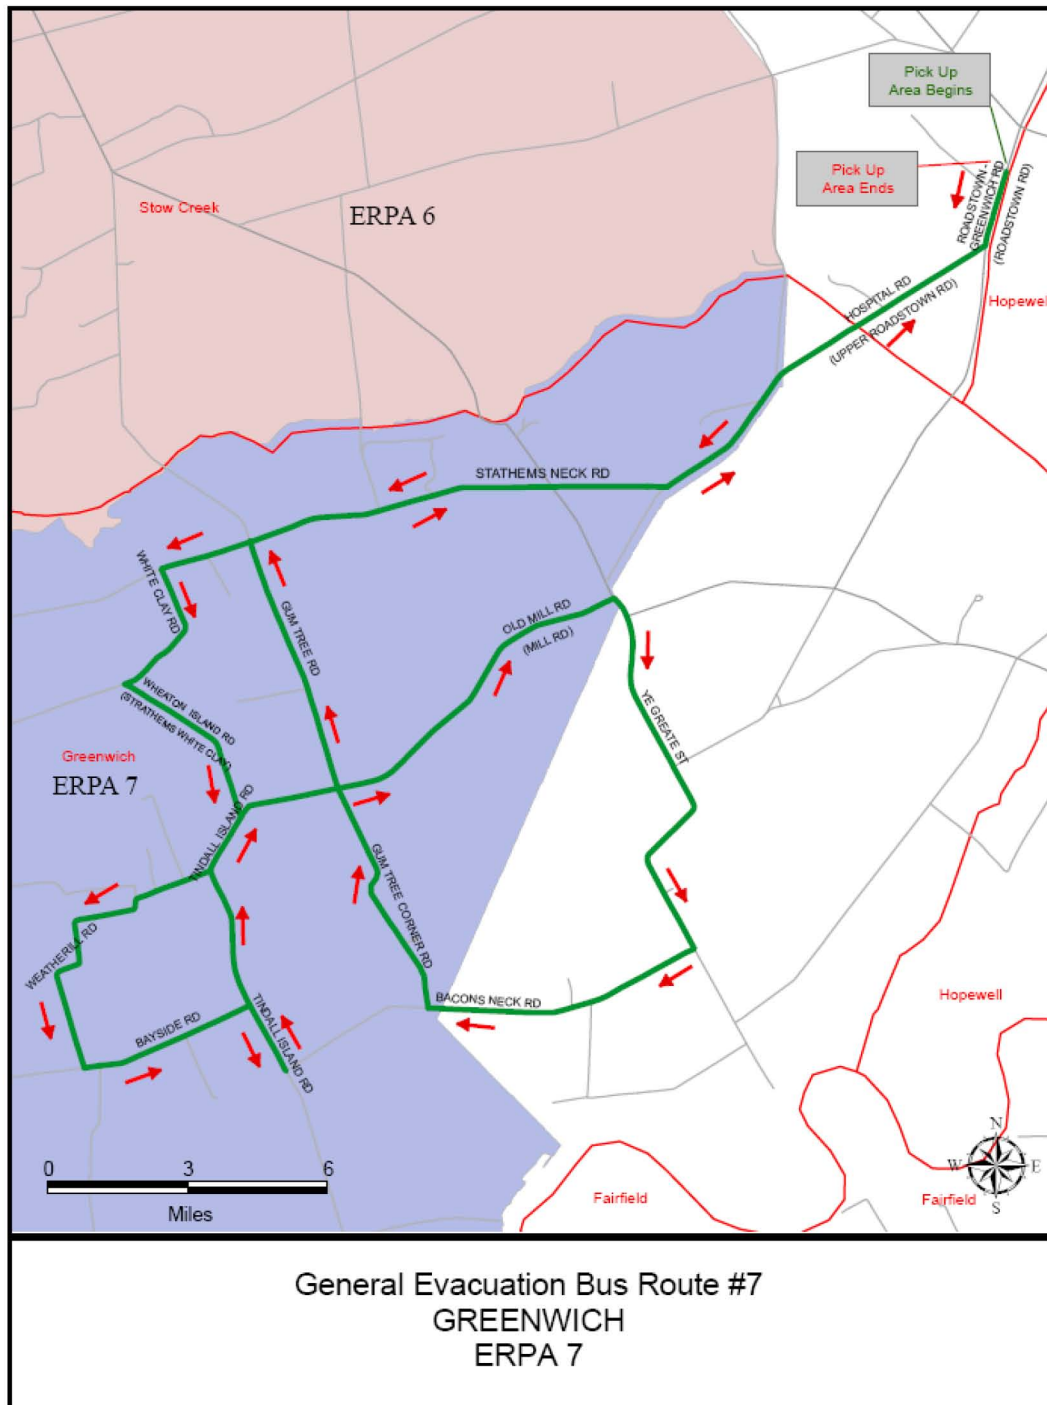 Pick Up
Area Begins
Pick Up
Area Ends
ROADSTOWN -
GREENWICH RD
(ROADSTOWN RD)
Stow Creek
ERPA 6
HOSPITAL RD
(UPPER ROADSTOWN RD)
Hopewel
STATHEMS NECK RD
WHITE CLAY RD
GUM TREE RD
OLD MILL RD
(MILL RD)
WHEATON ISLAND RD
(STRATHEMS WHITE CLAY)
YE GREATE ST
Greenwich
ERPA 7
TINDALL ISLAND RD
GUM TREE CORNER RD
WEATHERILL RD
BACONS NECK RD
Hopewell
BAYSIDE RD
TINDALL ISLAND RD
N
W E
S
0 3 6
Miles
Fairfield
Fairfield
General Evacuation Bus Route #7
GREENWICH
ERPA 7